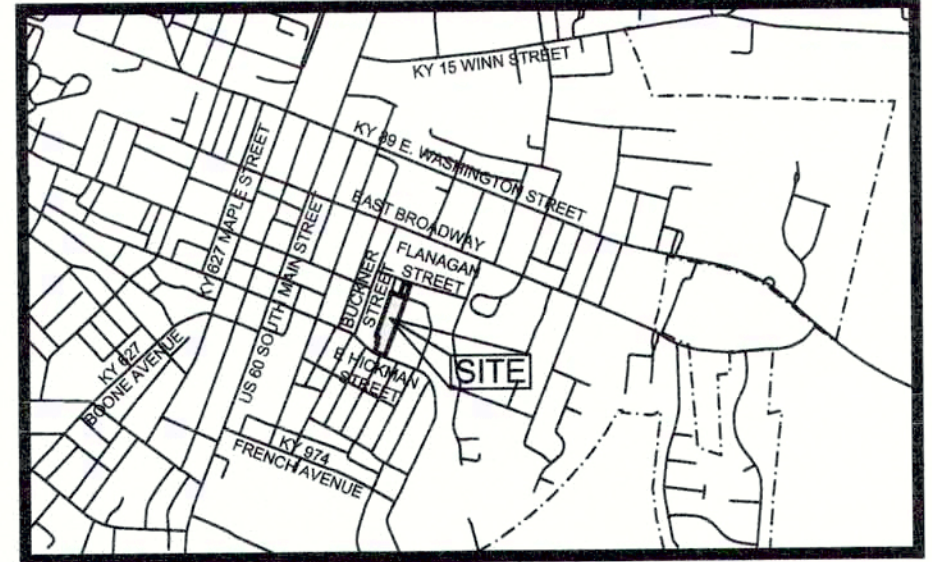 KY 15 WINN STREET
KY 89 E. WASHINGTON STREET
EAST BROADWAY
FLANAGAN
STREET
KY 627 MAPLE STREET
US 60 SOUTH MAIN STREET
BUCKNER
STREET
SITE
E HICKMAN
STREET
KY 627
BOONE AVENUE
KY 974
FRENCH AVENUE